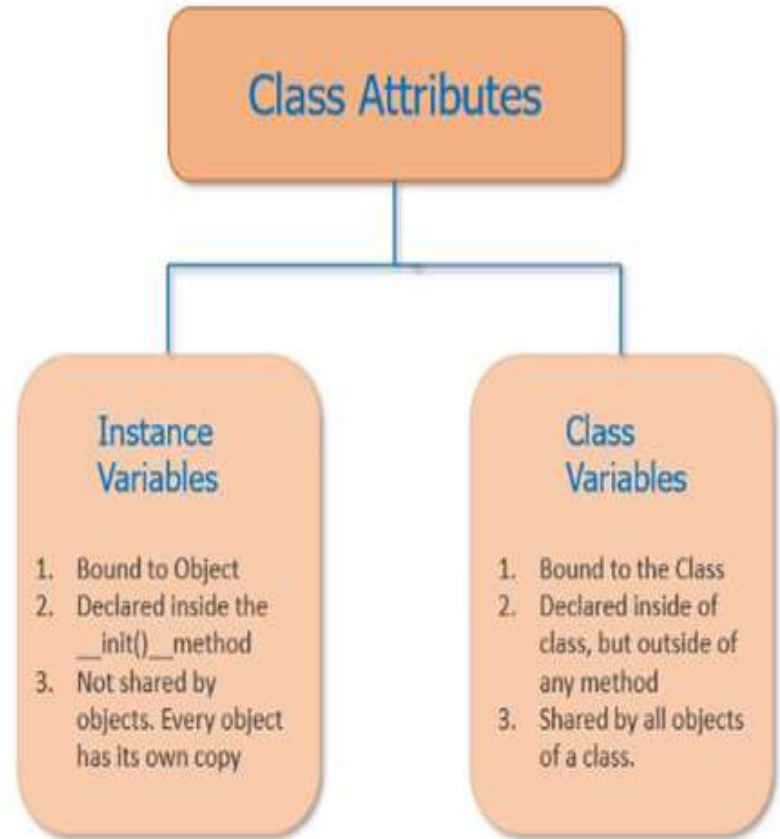 Class Attributes
Instance
Variables
1. Bound to Object
2. Declared inside the
__init()__method
3. Not shared by
objects. Every object
has its own copy
Class
Variables
1. Bound to the Class
2. Declared inside of
class, but outside of
any method
3. Shared by all objects
of a class.